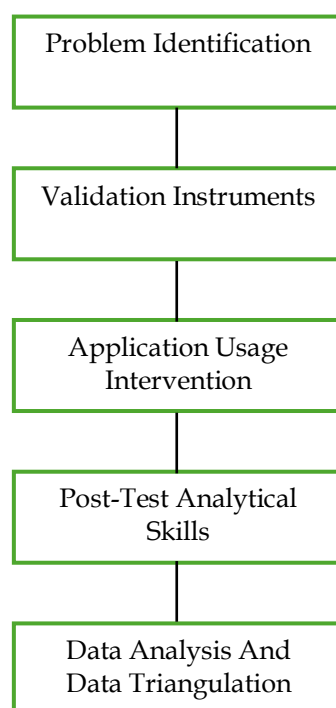 Problem Identification
Validation Instruments
Application Usage
Intervention
Post-Test Analytical
Skills
Data Analysis And
Data Triangulation